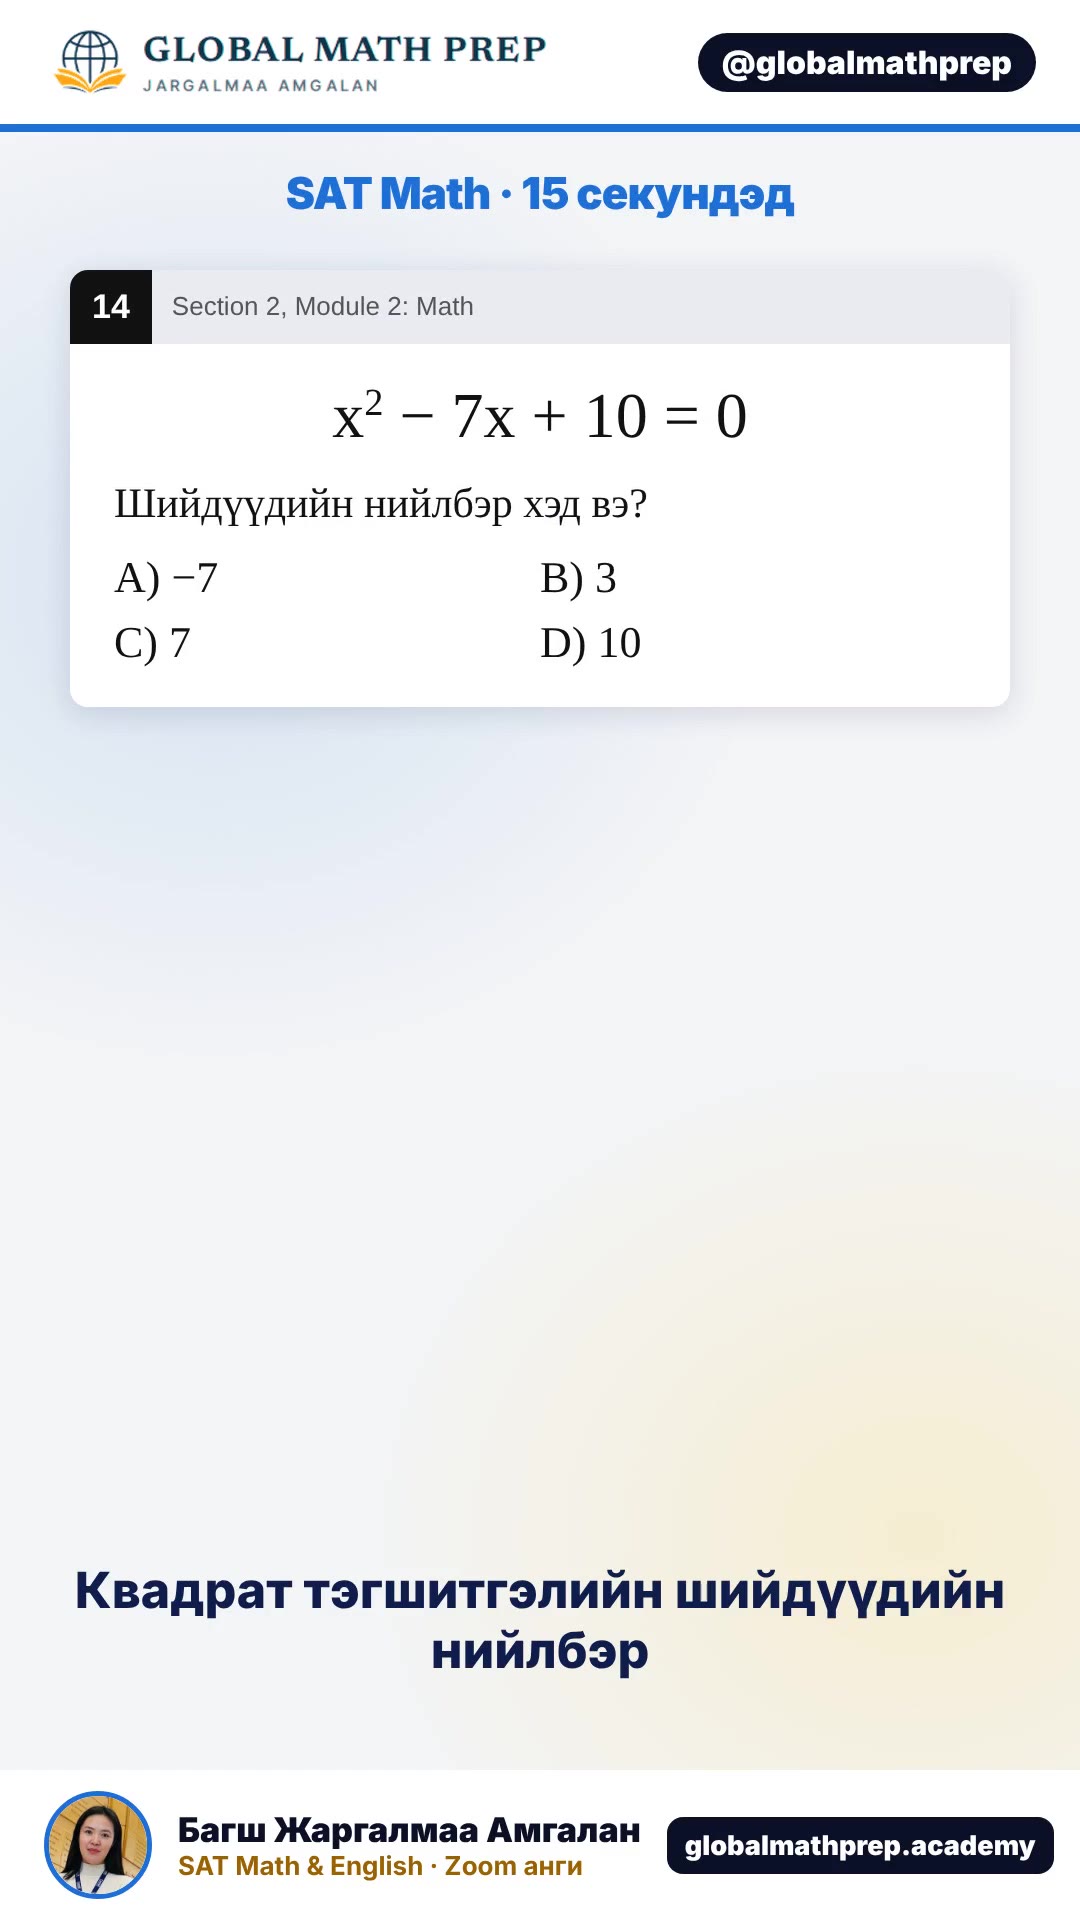 GLOBAL MATH PREP
JARGALMAA AMGALAN
@globalmathprep
SAT Math · 15 секундэд
14 Section 2, Module 2: Math
x² − 7x + 10 = 0
Шийдүүдийн нийлбэр хэд вэ?
A) −7 B) 3
C) 7 D) 10
Квадрат тэгшитгэлийн шийдүүдийн
нийлбэр
Багш Жаргалмаа Амгалан
SAT Math & English · Zoom анги
globalmathprep.academy